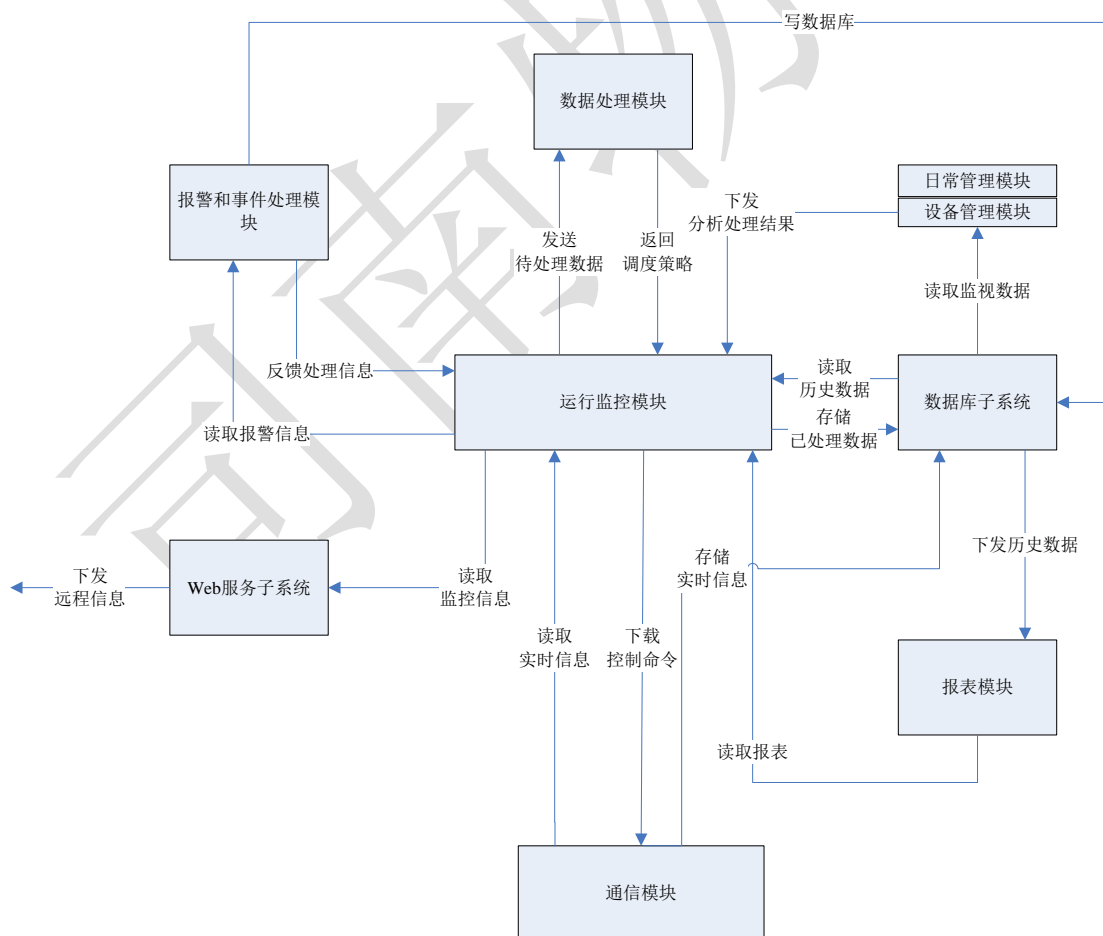 写数据库
数据处理模块
报警和事件处理模
块
日常管理模块
设备管理模块
下发
分析处理结果
发送
待处理数据
返回
调度策略
读取监视数据
反馈处理信息
运行监控模块
读取
历史数据
数据库子系统
存储
已处理数据
读取报警信息
下发历史数据
存储
实时信息
下发
远程信息
Web服务子系统
读取
监控信息
读取
实时信息
下载
控制命令
报表模块
读取报表
通信模块
司南物